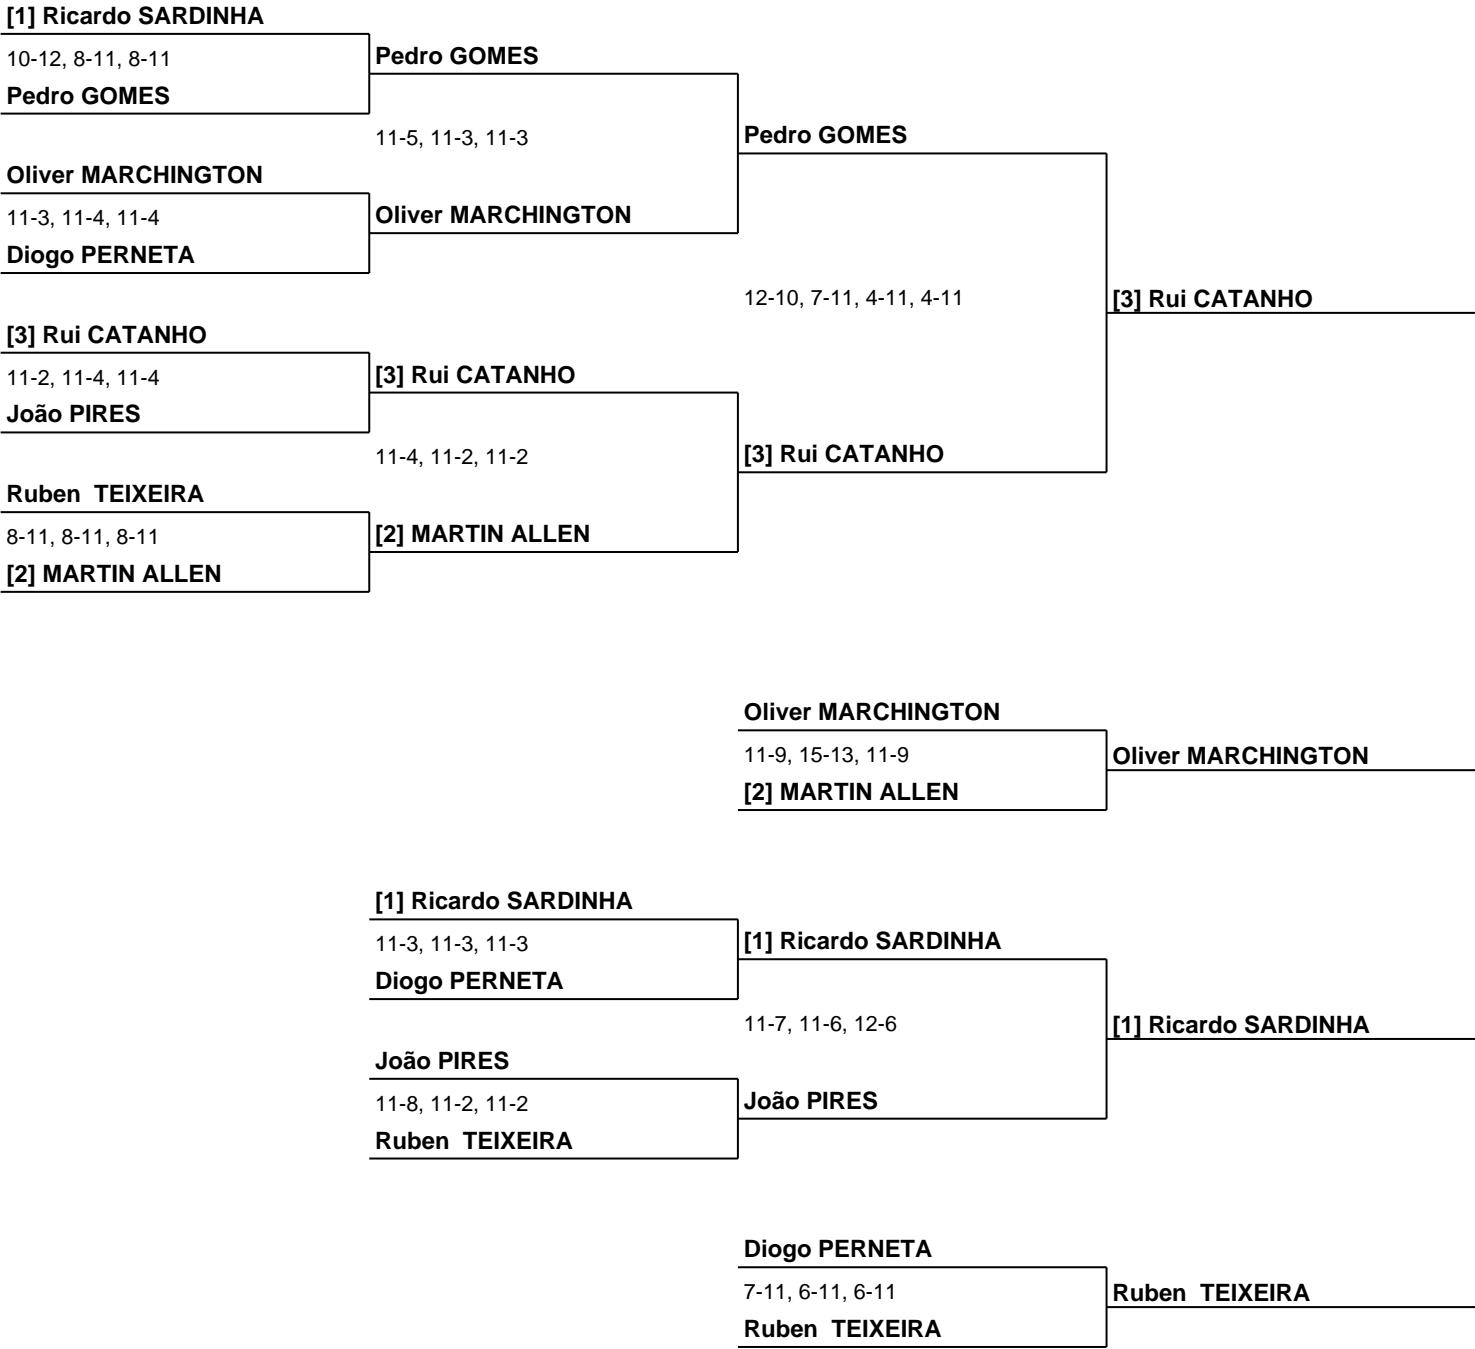 [1] Ricardo SARDINHA
10-12, 8-11, 8-11
Pedro GOMES
Pedro GOMES
11-5, 11-3, 11-3
Pedro GOMES
Oliver MARCHINGTON
11-3, 11-4, 11-4
Oliver MARCHINGTON
Diogo PERNETA
12-10, 7-11, 4-11, 4-11
[3] Rui CATANHO
[3] Rui CATANHO
11-2, 11-4, 11-4
[3] Rui CATANHO
João PIRES
11-4, 11-2, 11-2
[3] Rui CATANHO
Ruben  TEIXEIRA
8-11, 8-11, 8-11
[2] MARTIN ALLEN
[2] MARTIN ALLEN
Oliver MARCHINGTON
11-9, 15-13, 11-9
Oliver MARCHINGTON
[2] MARTIN ALLEN
[1] Ricardo SARDINHA
11-3, 11-3, 11-3
[1] Ricardo SARDINHA
Diogo PERNETA
11-7, 11-6, 12-6
[1] Ricardo SARDINHA
João PIRES
11-8, 11-2, 11-2
João PIRES
Ruben  TEIXEIRA
Diogo PERNETA
7-11, 6-11, 6-11
Ruben  TEIXEIRA
Ruben  TEIXEIRA